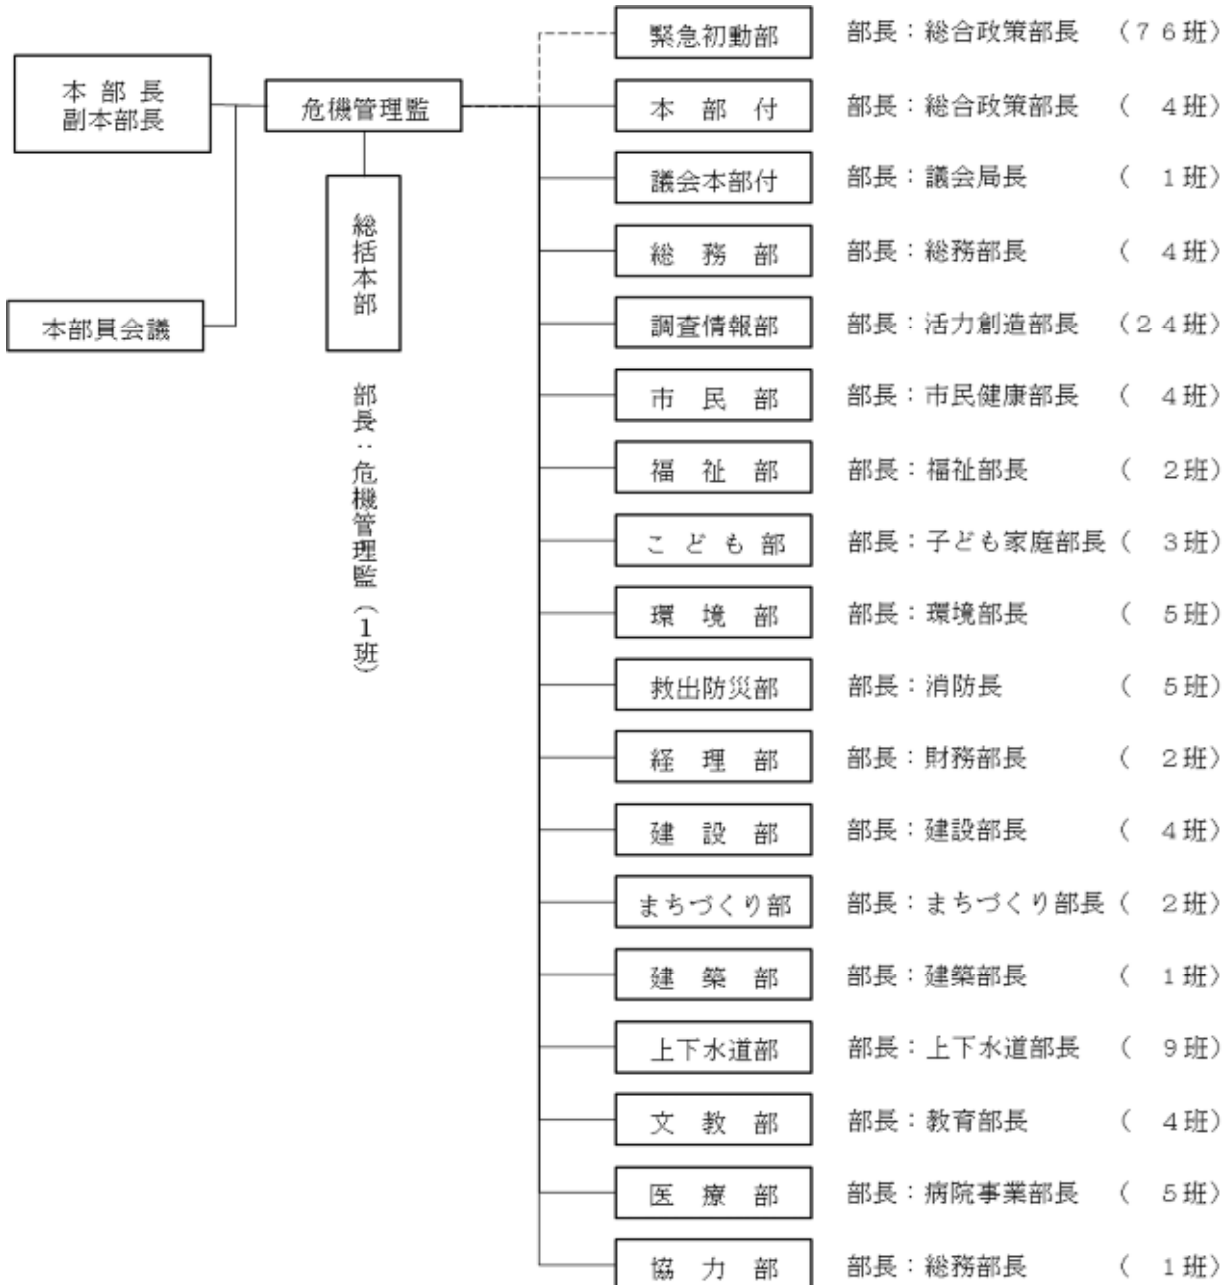 本 部 長
副本部長
危機管理監
本部員会議
総括本部
部長：危機管理監（1班）
緊急初動部 部長：総合政策部長 （７６班）
本 部 付 部長：総合政策部長 （ ４班）
議会本部付 部長：議会局長 （ １班）
総 務 部 部長：総務部長 （ ４班）
調査情報部 部長：活力創造部長 （２４班）
市 民 部 部長：市民健康部長 （ ４班）
福 祉 部 部長：福祉部長 （ ２班）
こ ど も 部 部長：子ども家庭部長 （ ３班）
環 境 部 部長：環境部長 （ ５班）
救出防災部 部長：消防長 （ ５班）
経 理 部 部長：財務部長 （ ２班）
建 設 部 部長：建設部長 （ ４班）
まちづくり部 部長：まちづくり部長 （ ２班）
建 築 部 部長：建築部長 （ １班）
上下水道部 部長：上下水道部長 （ ９班）
文 教 部 部長：教育部長 （ ４班）
医 療 部 部長：病院事業部長 （ ５班）
協 力 部 部長：総務部長 （ １班）